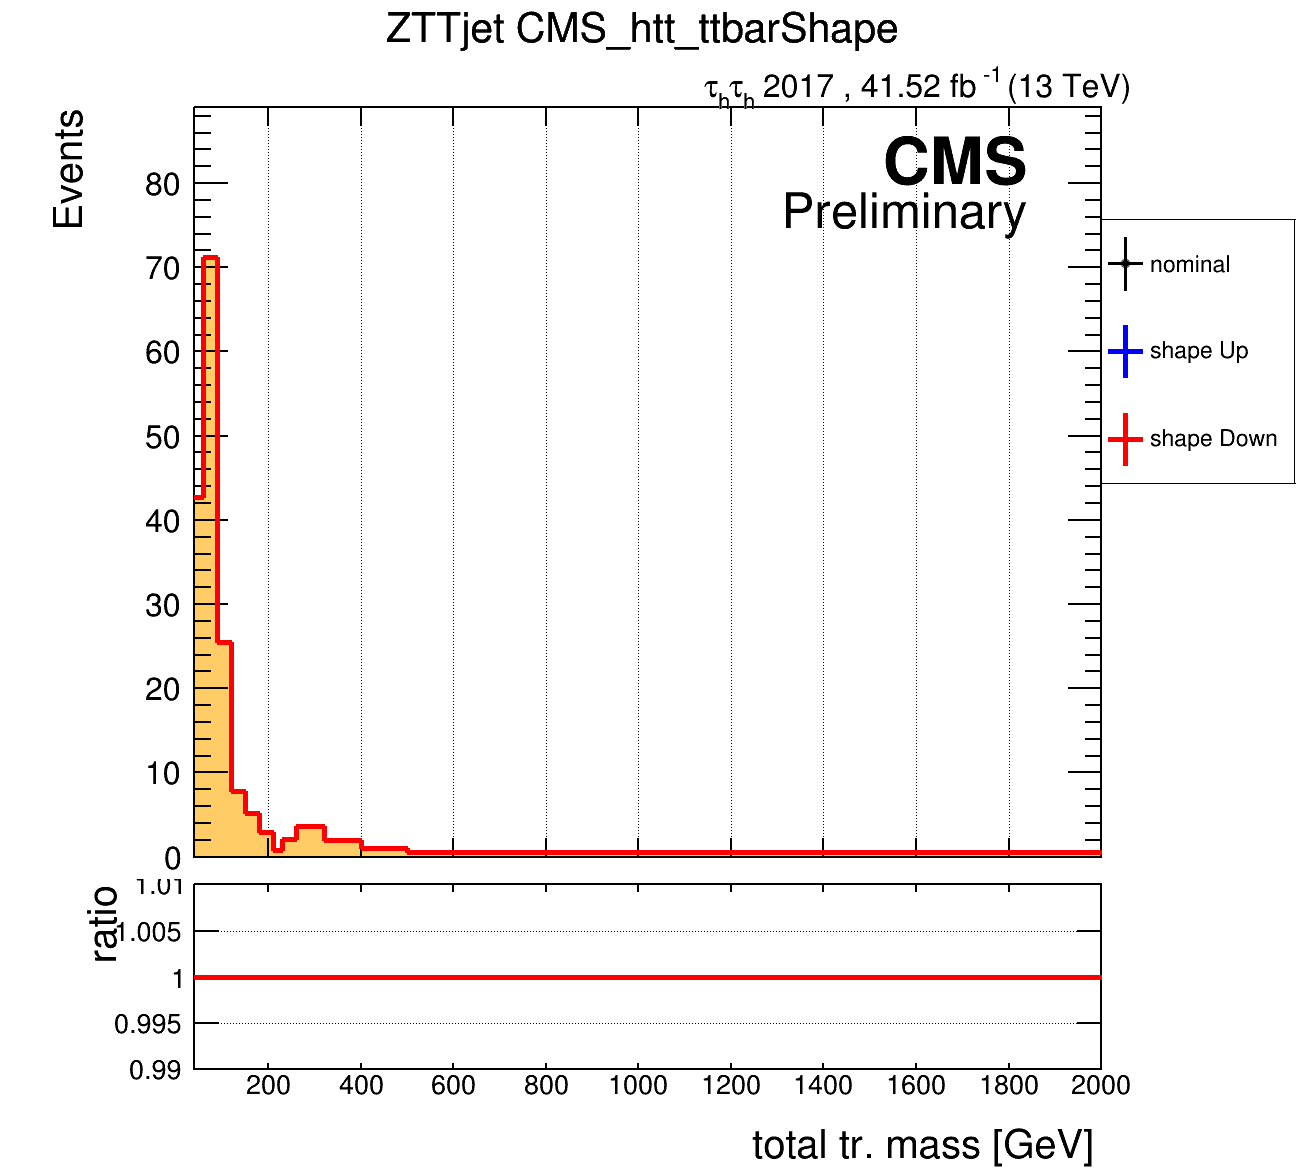 ZTTjet CMS_htt_ttbarShape
τhτh 2017 , 41.52 fb -1 (13 TeV)
Events
CMS
Preliminary
80
70
60
50
40
30
20
10
0
nominal
shape Up
shape Down
ratio
1.01
1.005
1
0.995
0.99
200 400 600 800 1000 1200 1400 1600 1800 2000
total tr. mass [GeV]